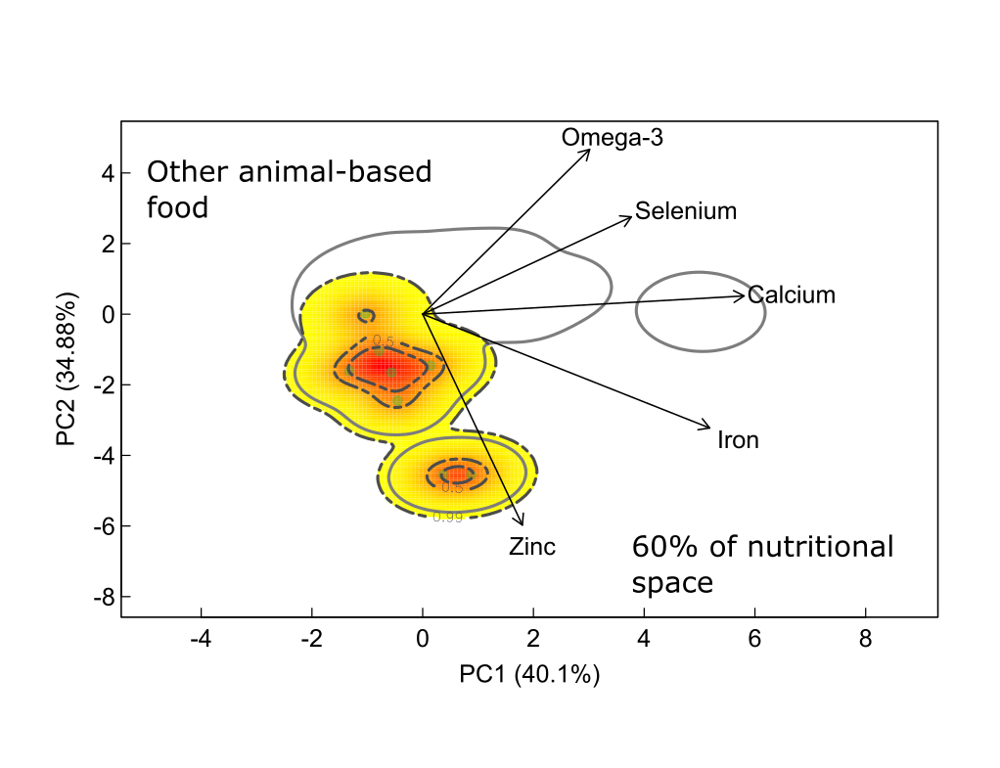 Omega-3
Other animal-based
food
4
Selenium
2
Calcium
0
0.5
-2
Iron
-4
0.5
0.99
-6
Zinc
60% of nutritional
space
-8
PC2 (34.88%)
-4 -2 0 2 4 6 8
PC1 (40.1%)